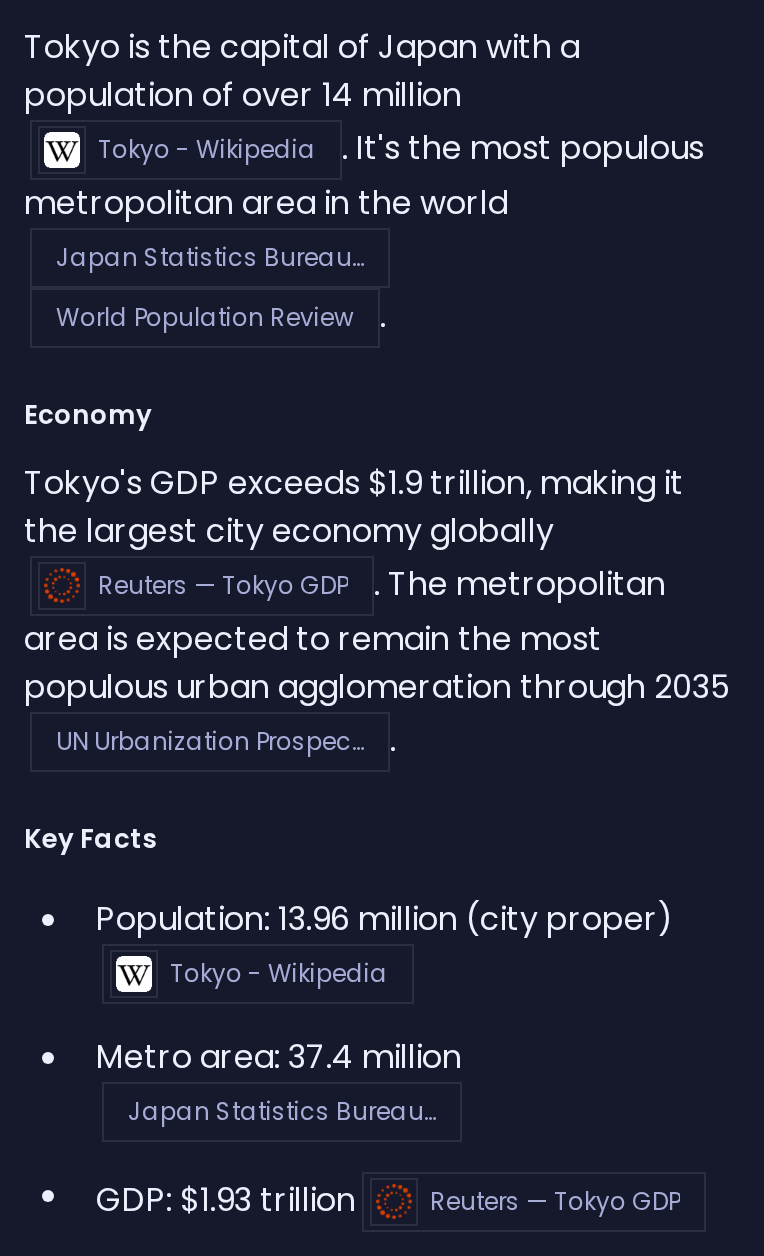 Tokyo is the capital of Japan with a
population of over 14 million
W Tokyo - Wikipedia . It's the most populous
metropolitan area in the world
Japan Statistics Bureau...
World Population Review .
Economy
Tokyo's GDP exceeds $1.9 trillion, making it
the largest city economy globally
Reuters — Tokyo GDP . The metropolitan
area is expected to remain the most
populous urban agglomeration through 2035
UN Urbanization Prospec... .
Key Facts
• Population: 13.96 million (city proper)
W Tokyo - Wikipedia
• Metro area: 37.4 million
Japan Statistics Bureau...
• GDP: $1.93 trillion Reuters — Tokyo GDP